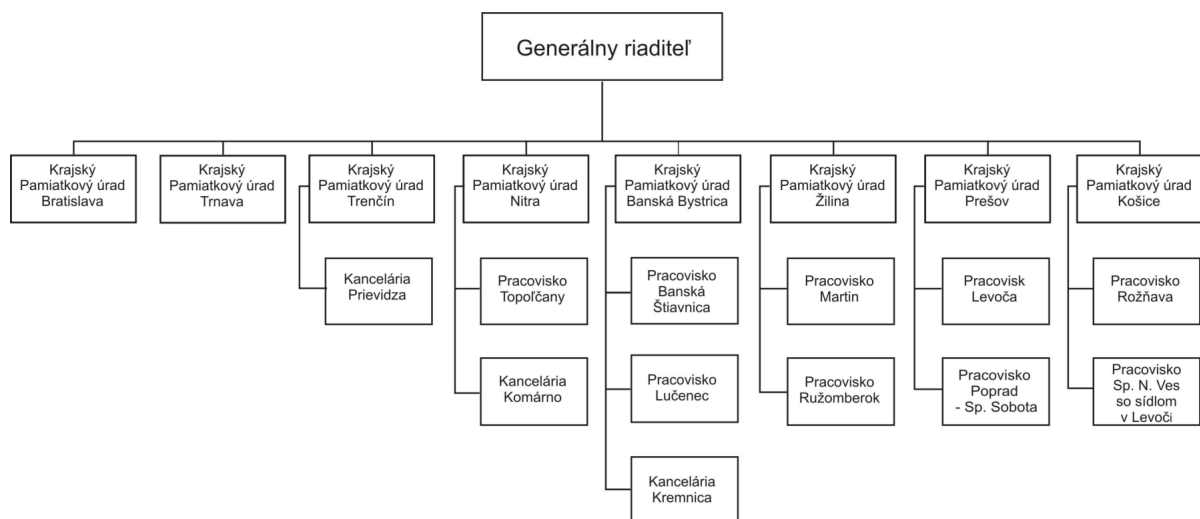 Generálny riaditeľ
Krajský
Pamiatkový úrad
Bratislava
Krajský
Pamiatkový úrad
Trnava
Krajský
Pamiatkový úrad
Trenčín
Krajský
Pamiatkový úrad
Nitra
Krajský
Pamiatkový úrad
Banská Bystrica
Krajský
Pamiatkový úrad
Žilina
Krajský
Pamiatkový úrad
Prešov
Krajský
Pamiatkový úrad
Košice
Kancelária
Prievidza
Pracovisko
Topoľčany
Pracovisko
Banská
Štiavnica
Pracovisko
Martin
Pracovisk
Levoča
Pracovisko
Rožňava
Kancelária
Komárno
Pracovisko
Lučenec
Pracovisko
Ružomberok
Pracovisko
Poprad
- Sp. Sobota
Pracovisko
Sp. N. Ves
so sídlom
v Levoči
Kancelária
Kremnica